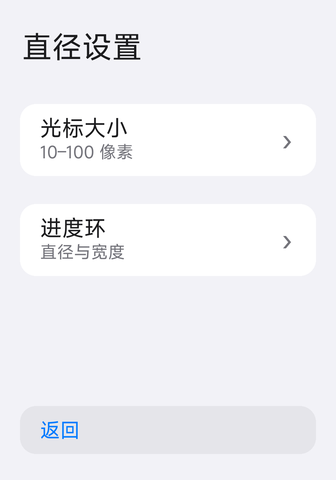 直径设置
光标大小
10–100 像素
进度环
直径与宽度
返回